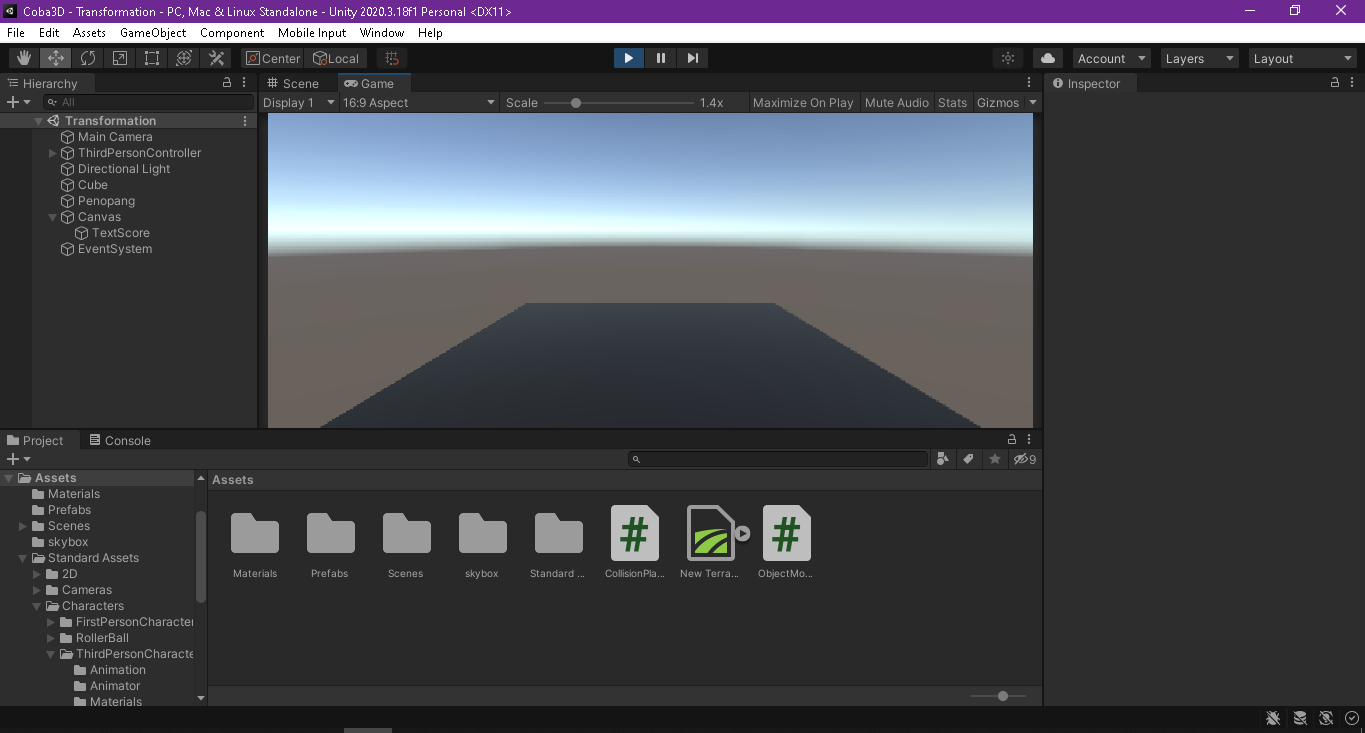 Coba3D - Transformation - PC, Mac & Linux Standalone - Unity 2020.3.18f1 Personal <DX11>
File Edit Assets GameObject Component Mobile Input Window Help
Center Local Account Layers Layout
Hierarchy
All
Transformation
Main Camera
ThirdPersonController
Directional Light
Cube
Penopang
Canvas
TextScore
EventSystem
Scene Game
Display 1 16:9 Aspect Scale 1.4x Maximize On Play Mute Audio Stats Gizmos
Inspector
Project Console
9
Assets
Materials
Prefabs
Scenes
skybox
Standard Assets
2D
Cameras
Characters
FirstPersonCharacter
RollerBall
ThirdPersonCharacte
Animation
Animator
Materials
Assets
Materials Prefabs Scenes skybox Standard ... CollisionPla... New Terra... ObjectMo...